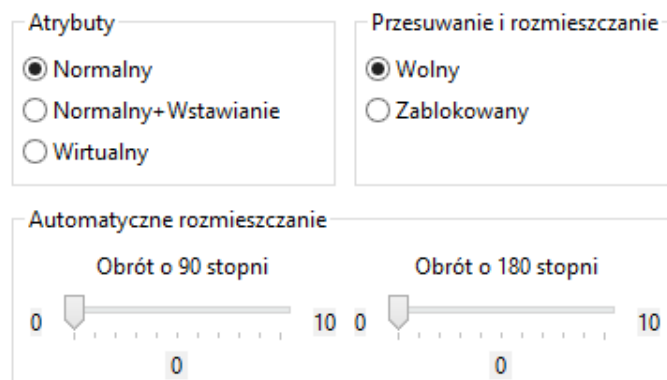 Atrybuty
Normalny
Normalny+Wstawianie
Wirtualny
Przesuwanie i rozmieszczanie
Wolny
Zablokowany
Automatyczne rozmieszczanie
Obrót o 90 stopni
0 10
0
Obrót o 180 stopni
0 10
0